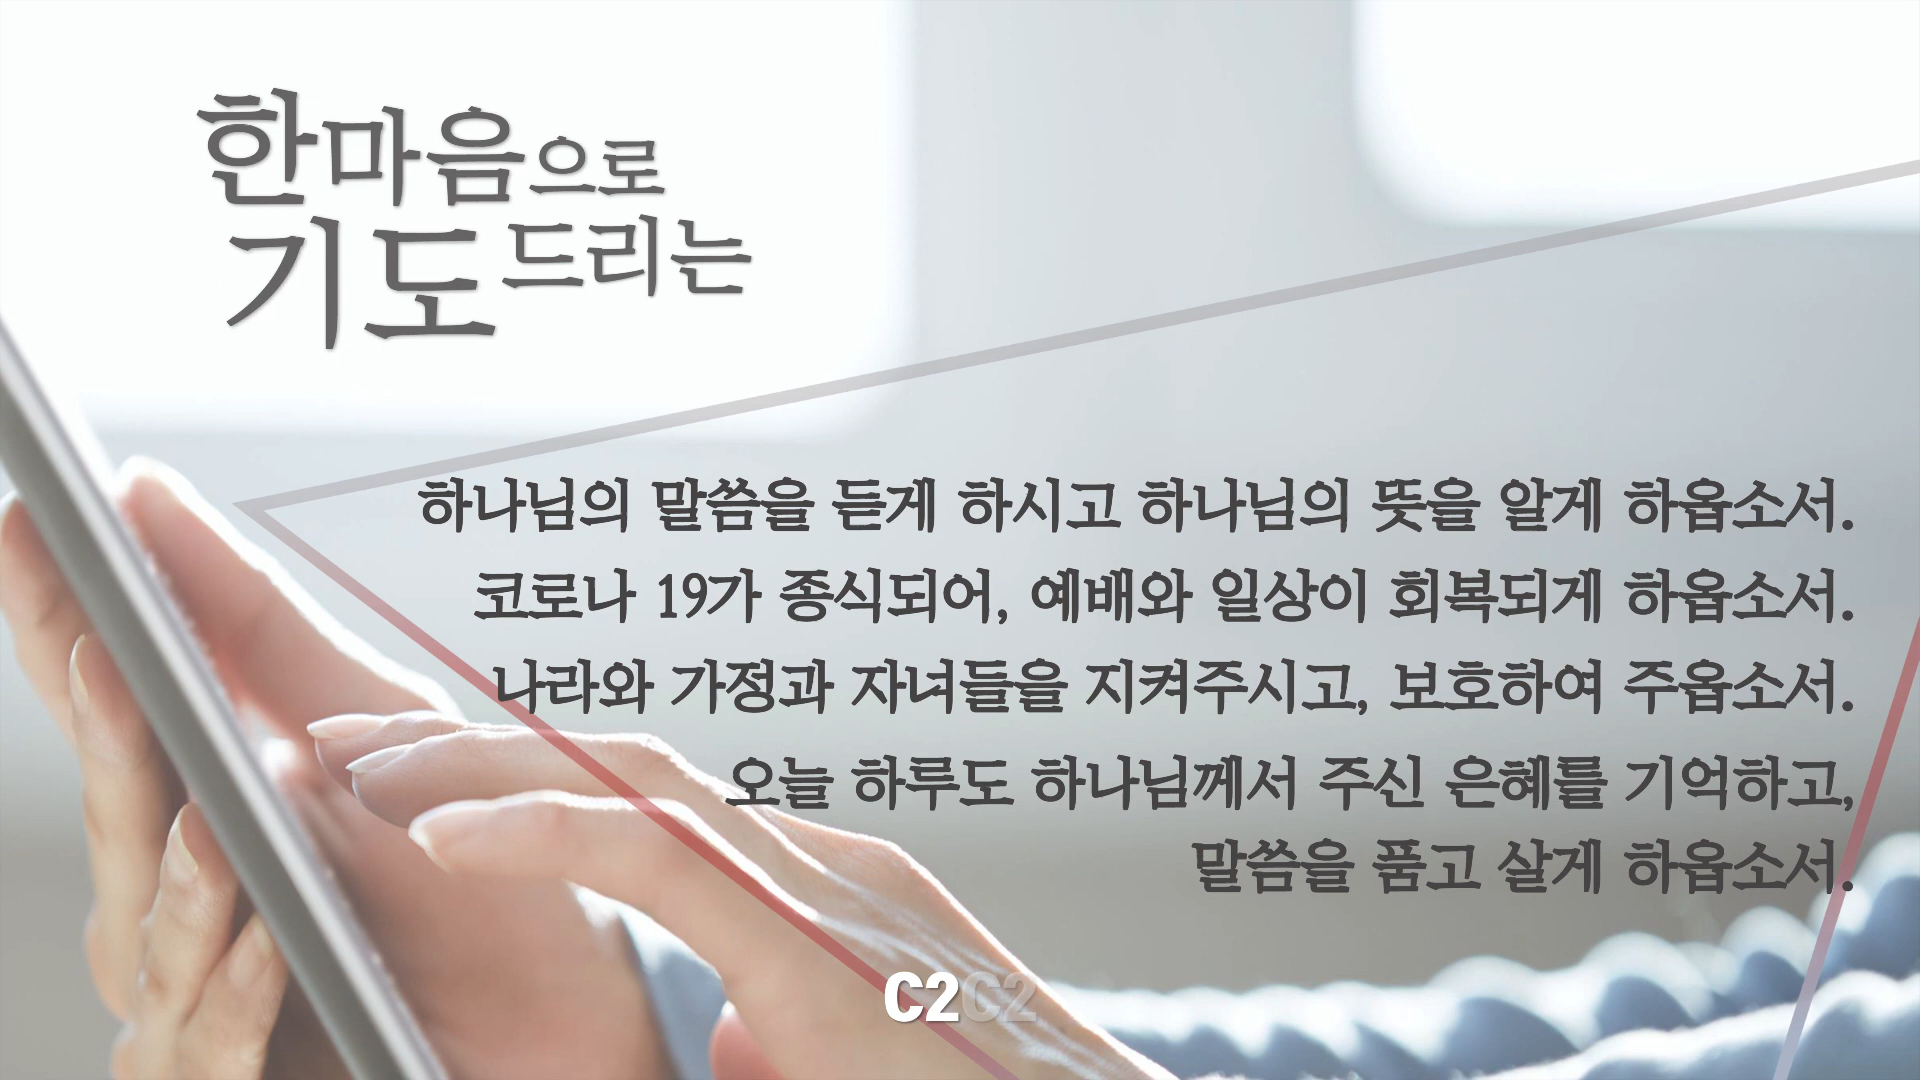 한마음으로
기도드리는
하나님의 말씀을 듣게 하시고 하나님의 뜻을 알게 하옵소서.
코로나 19가 종식되어, 예배와 일상이 회복되게 하옵소서.
나라와 가정과 자녀들을 지켜주시고, 보호하여 주옵소서.
오늘 하루도 하나님께서 주신 은혜를 기억하고,
말씀을 품고 살게 하옵소서.
C2C2